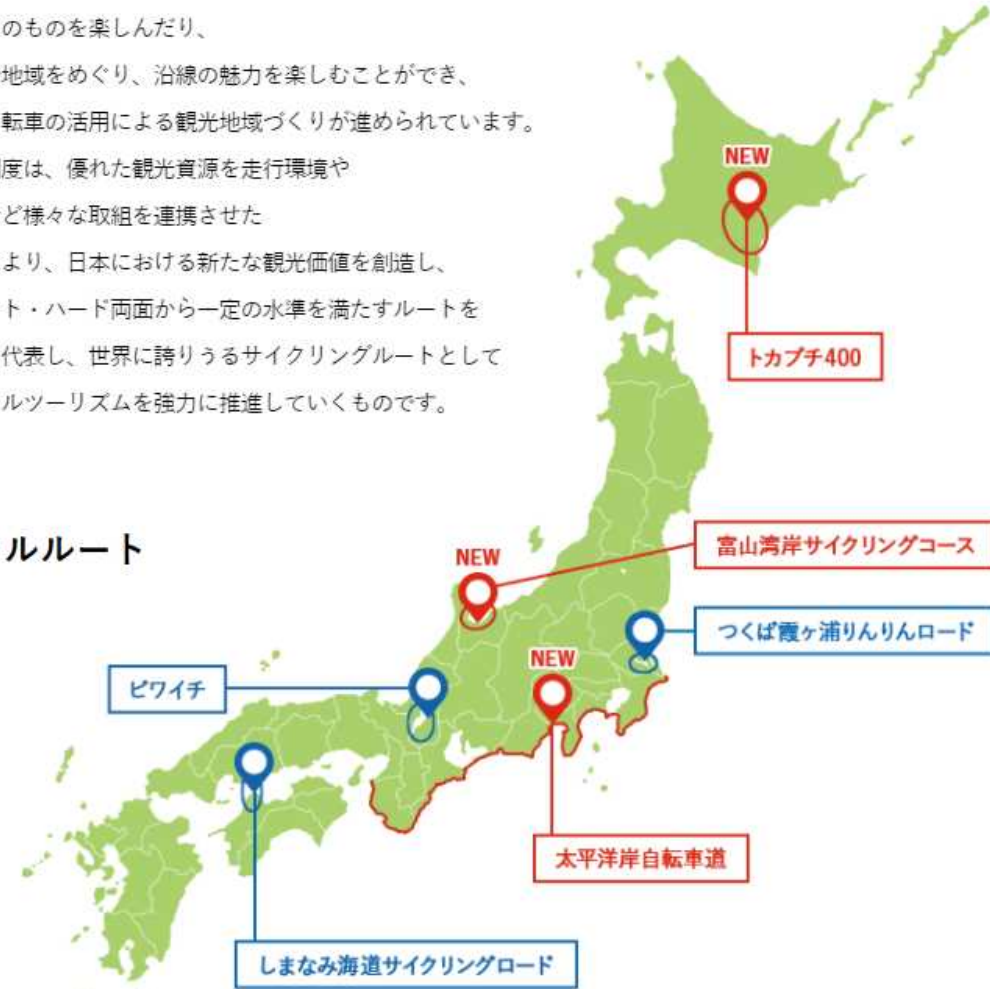 のものを楽しんだり、
地域をめぐり、沿線の魅力を楽しむことができ、
転車の活用による観光地域づくりが進められています。
度は、優れた観光資源を走行環境や
ど様々な取組を連携させた
より、日本における新たな観光価値を創造し、
ト・ハード両面から一定の水準を満たすルートを
代表し、世界に誇りうるサイクリングルートとして
ルツーリズムを強力に推進していくものです。
NEW
トカプチ400
ルルート
NEW
富山湾岸サイクリングコース
つくば霞ヶ浦りんりんロード
NEW
ビワイチ
太平洋岸自転車道
しまなみ海道サイクリングロード